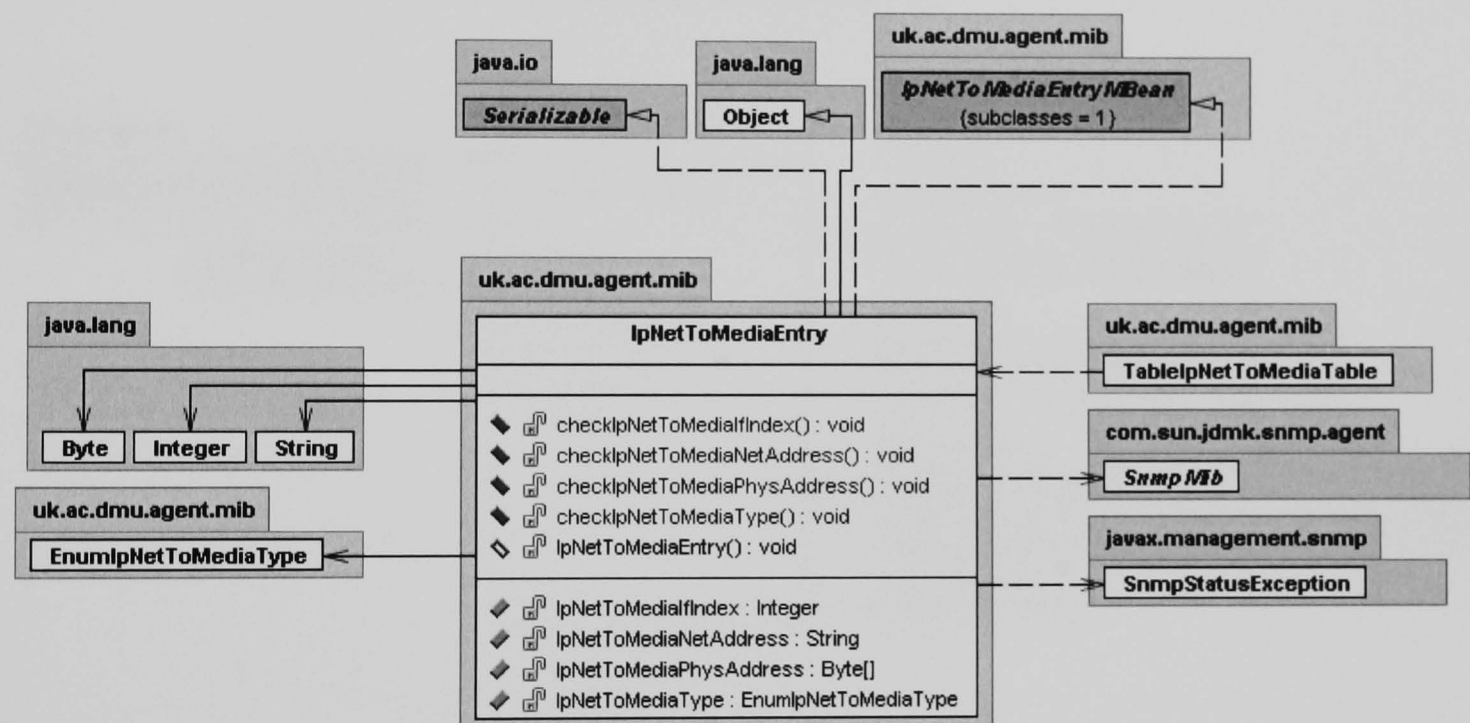 java.io
Serializable
java.lang
Object
uk.ac.dmu.agent.mib
IpNetToMediaEntryMBean
{subclasses = 1}
uk.ac.dmu.agent.mib
IpNetToMediaEntry
java.lang
Byte
Integer
String
uk.ac.dmu.agent.mib
EnumIpNetToMediaType
checkIpNetToMediaIfIndex() : void
checkIpNetToMediaNetAddress() : void
checkIpNetToMediaPhysAddress() : void
checkIpNetToMediaType() : void
IpNetToMediaEntry() : void
IpNetToMediaIfIndex : Integer
IpNetToMediaNetAddress : String
IpNetToMediaPhysAddress : Byte[]
IpNetToMediaType : EnumIpNetToMediaType
uk.ac.dmu.agent.mib
TableIpNetToMediaTable
com.sun.jdmk.snmp.agent
SnmpMib
javax.management.snmp
SnmpStatusException